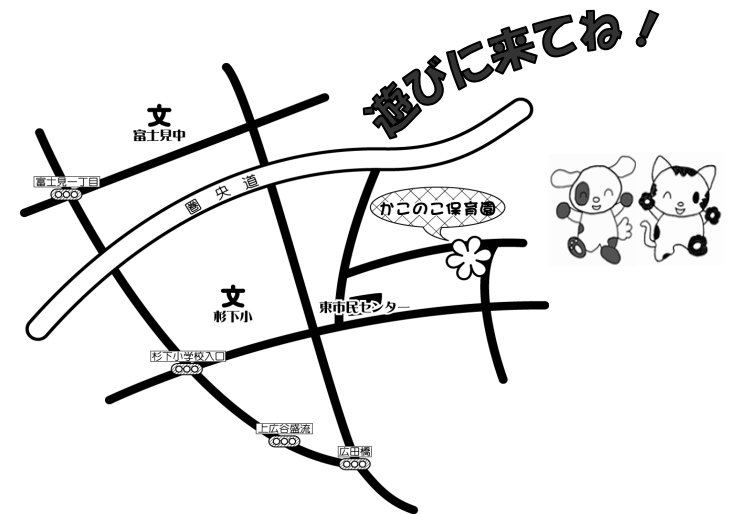 遊びに来てね!
文
富士見中
富士見一丁目
圏央道
かこのこ保育園
文
杉下小
東市民センター
杉下小学校入口
上広谷盛流
広田橋